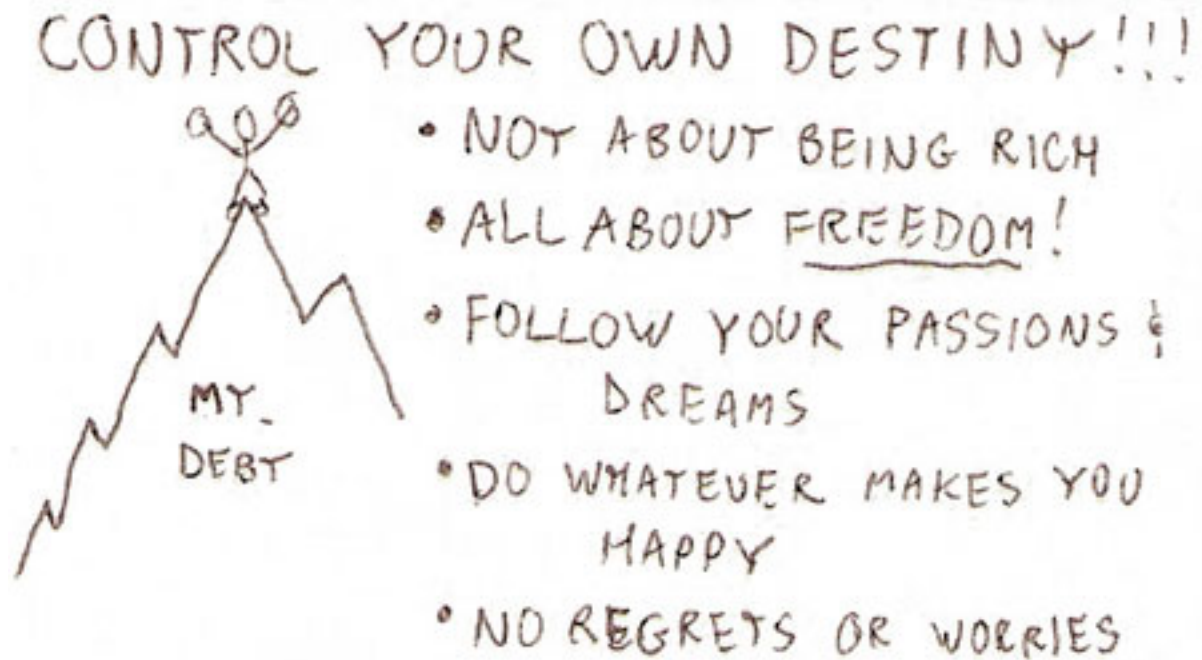 CONTROL YOUR OWN DESTINY!!!
• NOT ABOUT BEING RICH
• ALL ABOUT FREEDOM!
• FOLLOW YOUR PASSIONS &
DREAMS
MY
DEBT
• DO WHATEVER MAKES YOU
HAPPY
• NO REGRETS OR WORRIES